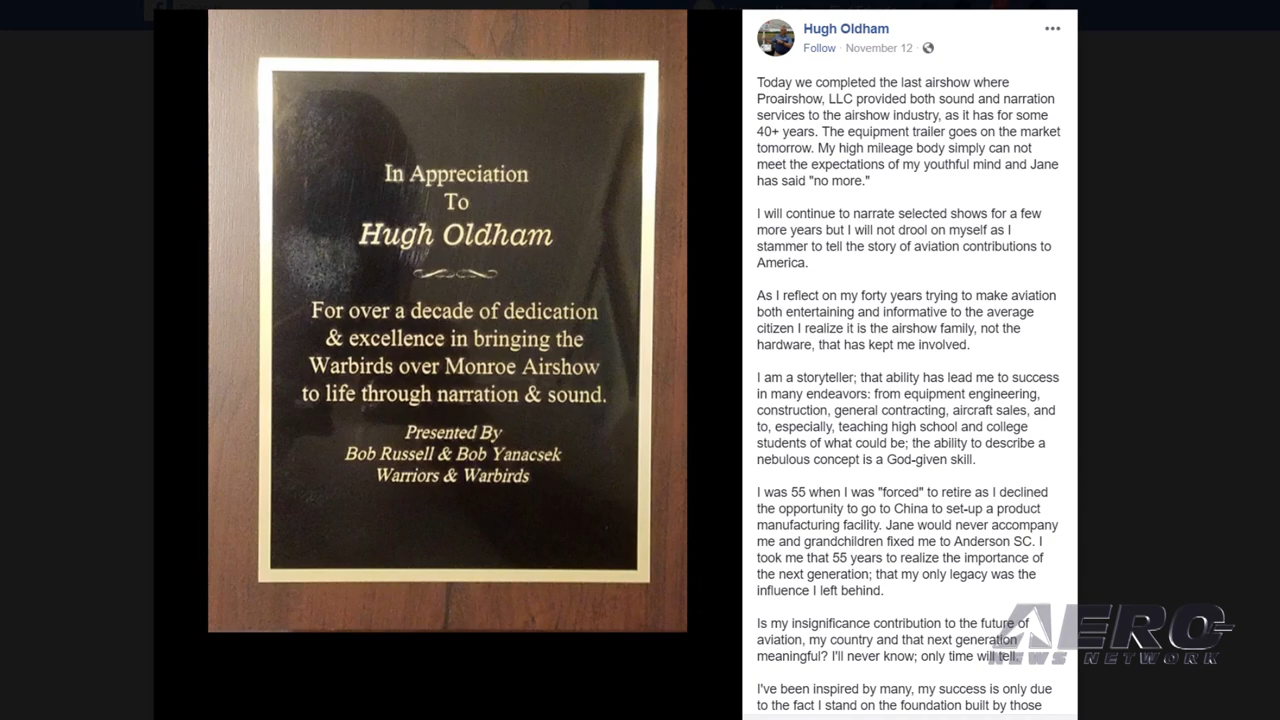 In Appreciation
To
Hugh Oldham
For over a decade of dedication
& excellence in bringing the
Warbirds over Monroe Airshow
to life through narration & sound.
Presented By
Bob Russell & Bob Yanacsek
Warriors & Warbirds
Hugh Oldham
Follow · November 12 ·
Today we completed the last airshow where
Proairshow, LLC provided both sound and narration
services to the airshow industry, as it has for some
40+ years. The equipment trailer goes on the market
tomorrow. My high mileage body simply can not
meet the expectations of my youthful mind and Jane
has said "no more."
I will continue to narrate selected shows for a few
more years but I will not drool on myself as I
stammer to tell the story of aviation contributions to
America.
As I reflect on my forty years trying to make aviation
both entertaining and informative to the average
citizen I realize it is the airshow family, not the
hardware, that has kept me involved.
I am a storyteller; that ability has lead me to success
in many endeavors: from equipment engineering,
construction, general contracting, aircraft sales, and
to, especially, teaching high school and college
students of what could be; the ability to describe a
nebulous concept is a God-given skill.
I was 55 when I was "forced" to retire as I declined
the opportunity to go to China to set-up a product
manufacturing facility. Jane would never accompany
me and grandchildren fixed me to Anderson SC. I
took me that 55 years to realize the importance of
the next generation; that my only legacy was the
influence I left behind.
Is my insignificance contribution to the future of
aviation, my country and that next generation
meaningful? I'll never know; only time will tell.
I've been inspired by many, my success is only due
to the fact I stand on the foundation built by those
AERO
NEWS NETWORK